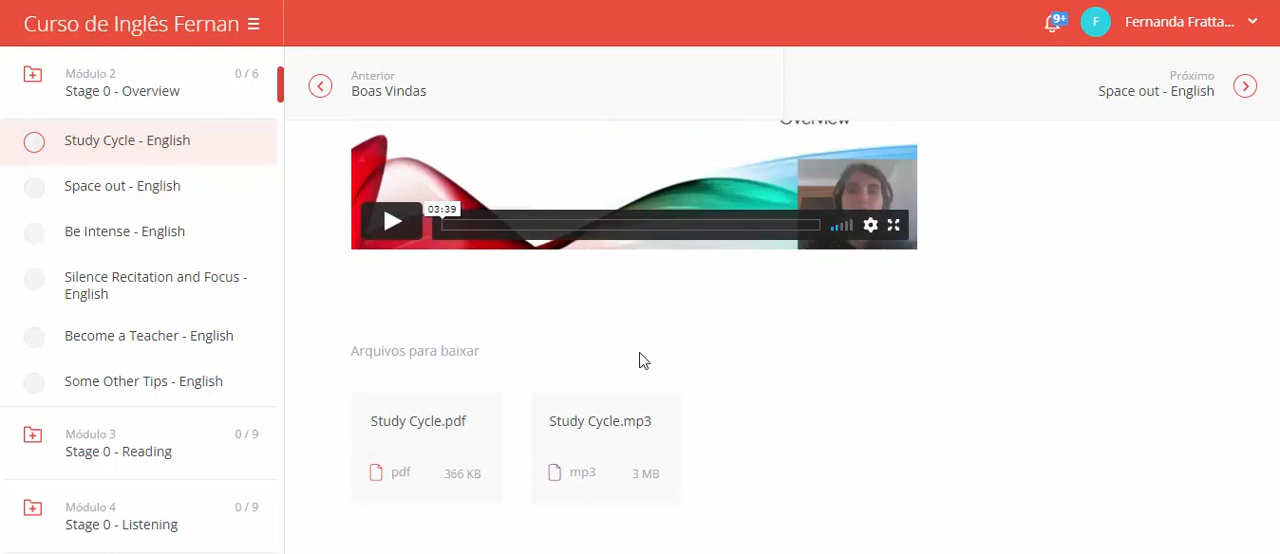 Curso de Inglês Fernan
9+
F
Fernanda Fratta...
Módulo 2
0 / 6
Stage 0 - Overview
Study Cycle - English
Space out - English
Be Intense - English
Silence Recitation and Focus -
English
Become a Teacher - English
Some Other Tips - English
Módulo 3
0 / 9
Stage 0 - Reading
Módulo 4
0 / 9
Stage 0 - Listening
Anterior
Boas Vindas
Próximo
Space out - English
Overview
03:39
Arquivos para baixar
Study Cycle.pdf
pdf
366 KB
Study Cycle.mp3
mp3
3 MB